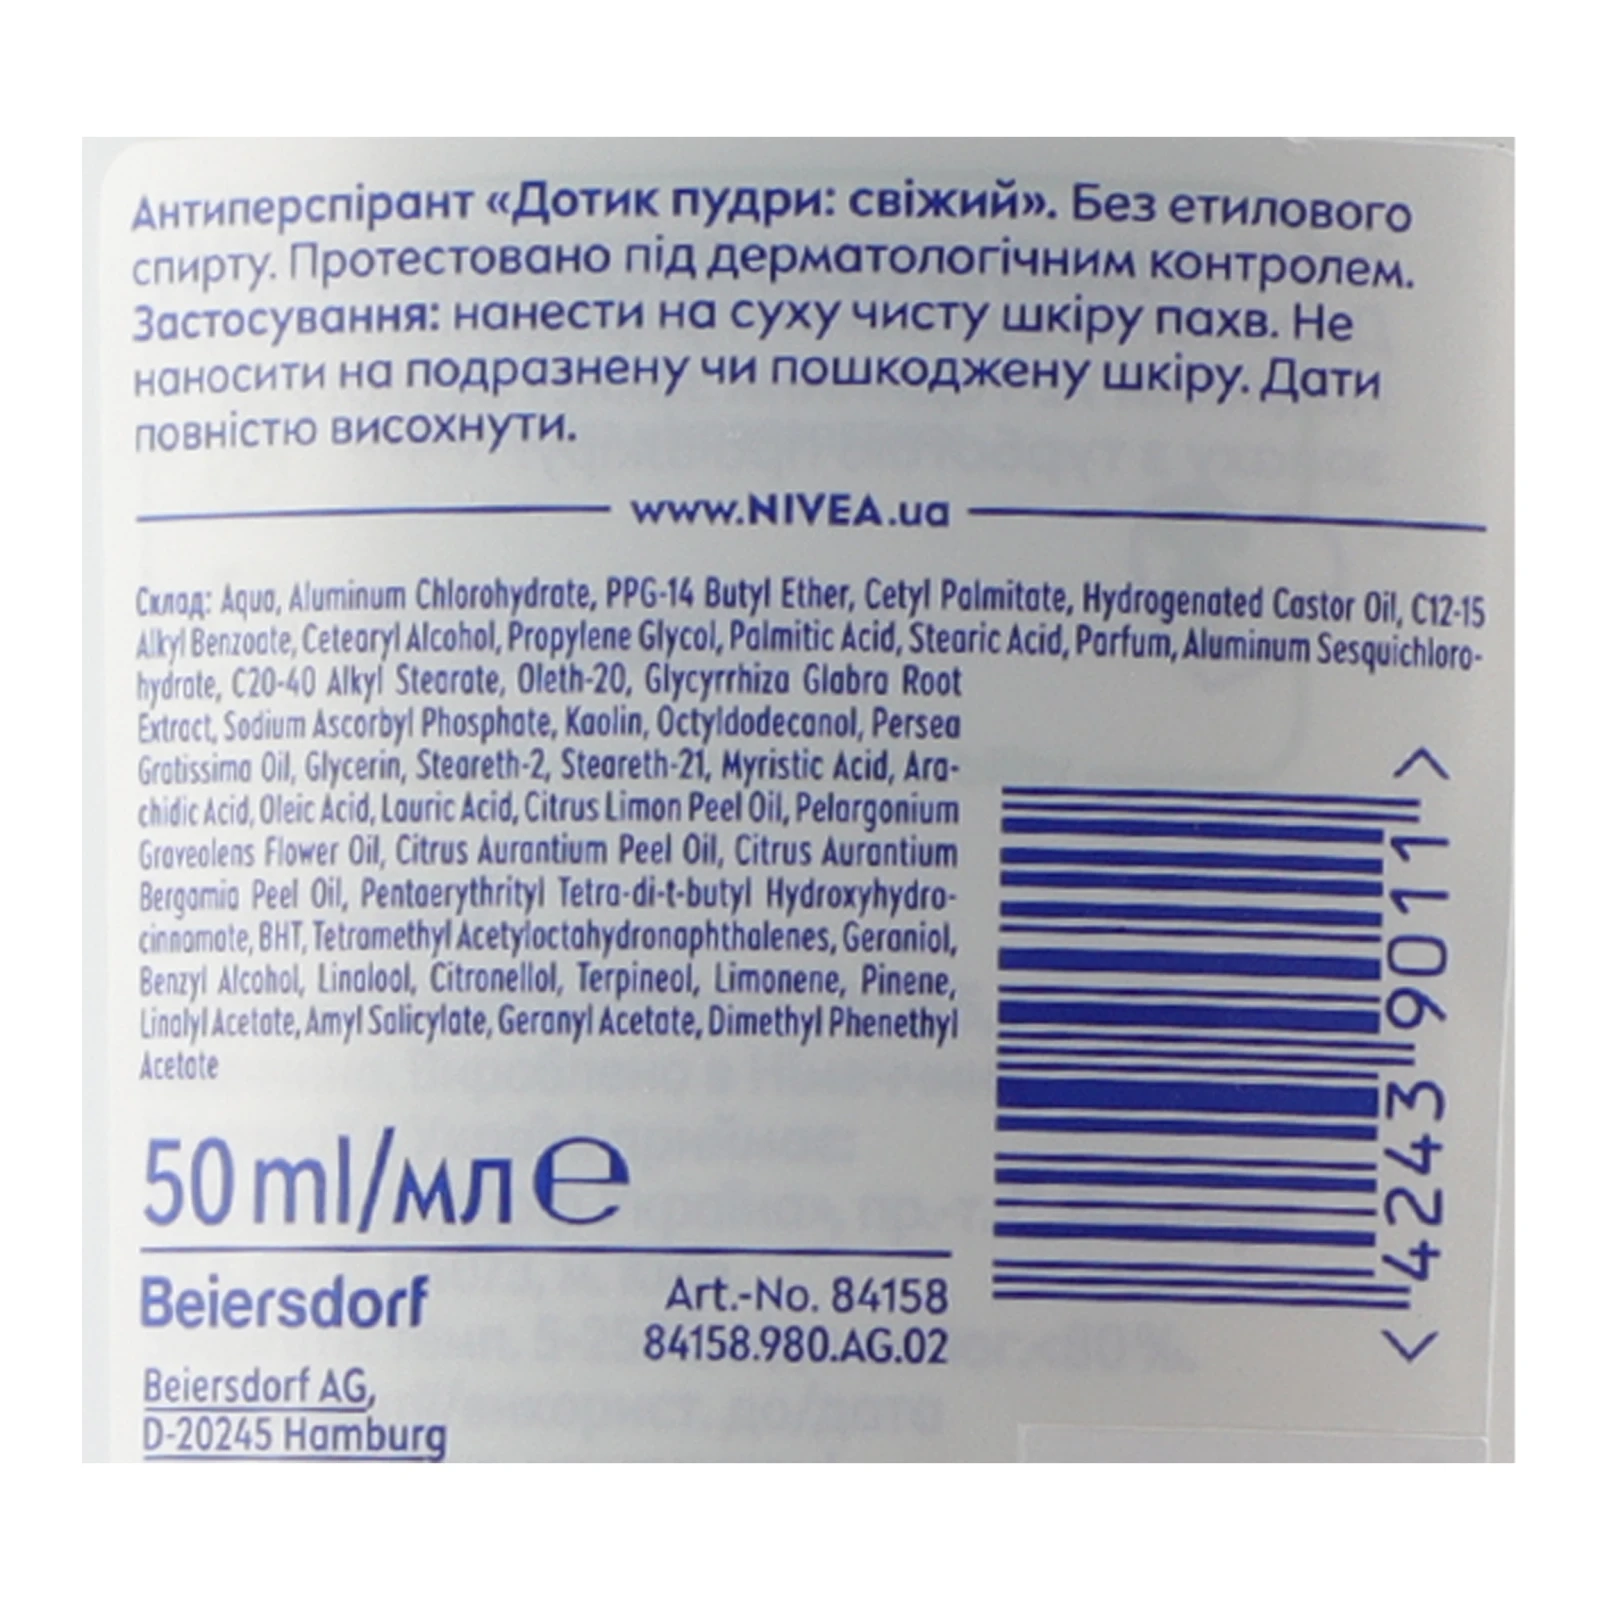 Антиперспірант «Дотик пудри: свіжий». Без етилового
спирту. Протестовано під дерматологічним контролем.
Застосування: нанести на суху чисту шкіру пахв. Не
наносити на подразнену чи пошкоджену шкіру. Дати
повністю висохнути.
www.NIVEA.ua
Склад: Aqua, Aluminum Chlorohydrate, PPG-14 Butyl Ether, Cetyl Palmitate, Hydrogenated Castor Oil, C12-15
Alkyl Benzoate, Cetearyl Alcohol, Propylene Glycol, Palmitic Acid, Stearic Acid, Parfum, Aluminum Sesquichloro-
hydrate, C20-40 Alkyl Stearate, Oleth-20, Glycyrrhiza Glabra Root
Extract, Sodium Ascorbyl Phosphate, Kaolin, Octyldodecanol, Persea
Gratissima Oil, Glycerin, Steareth-2, Steareth-21, Myristic Acid, Ara-
chidic Acid, Oleic Acid, Lauric Acid, Citrus Limon Peel Oil, Pelargonium
Graveolens Flower Oil, Citrus Aurantium Peel Oil, Citrus Aurantium
Bergamia Peel Oil, Pentaerythrityl Tetra-di-t-butyl Hydroxyhydro-
cinnamate, BHT, Tetramethyl Acetyloctahydronaphthalenes, Geraniol,
Benzyl Alcohol, Linalool, Citronellol, Terpineol, Limonene, Pinene,
Linalyl Acetate, Amyl Salicylate, Geranyl Acetate, Dimethyl Phenethyl
Acetate
< 4243 9011 >
50 ml/мл ℮
Beiersdorf
Art.-No. 84158
84158.980.AG.02
Beiersdorf AG,
D-20245 Hamburg